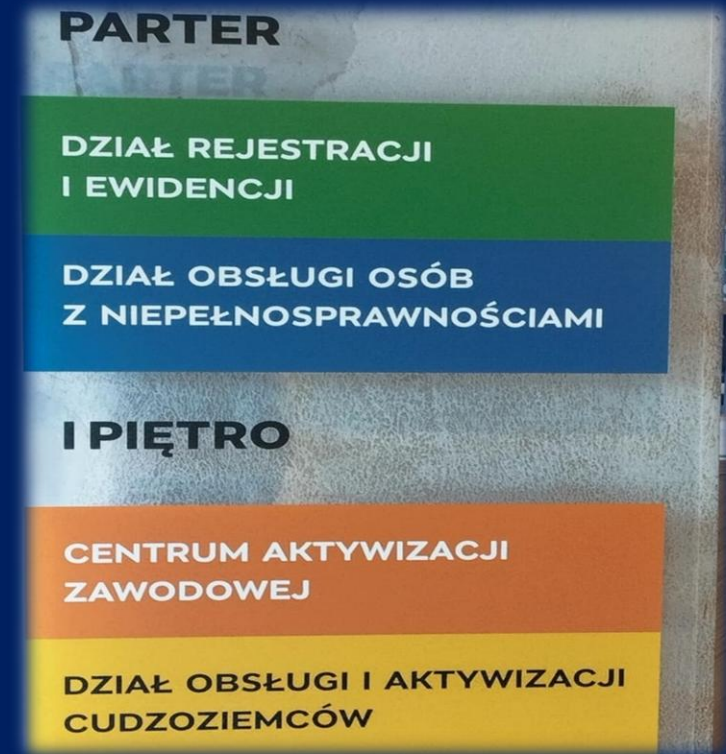 PARTER
DZIAŁ REJESTRACJI
I EWIDENCJI
DZIAŁ OBSŁUGI OSÓB
Z NIEPEŁNOSPRAWNOŚCIAMI
I PIĘTRO
CENTRUM AKTYWIZACJI
ZAWODOWEJ
DZIAŁ OBSŁUGI I AKTYWIZACJI
CUDZOZIEMCÓW